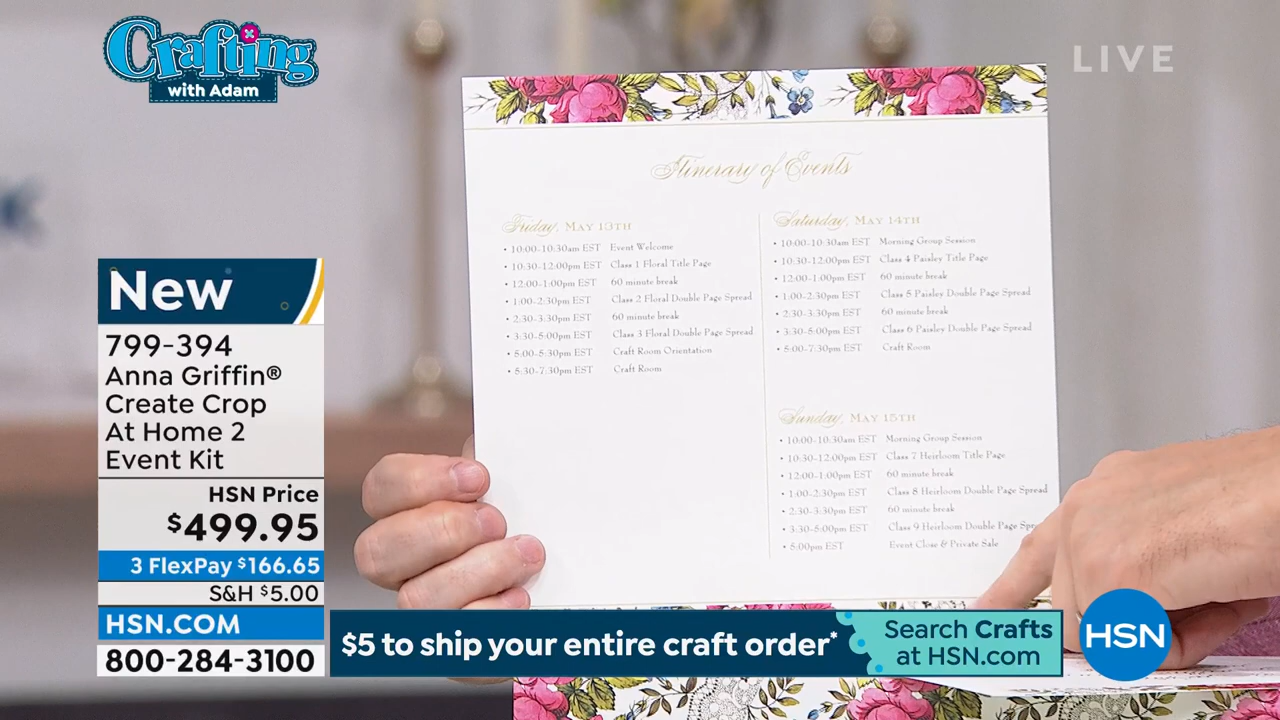 Crafting
with Adam
LIVE
Itinerary of Events
Friday, MAY 13TH
• 10:00-10:30am EST Event Welcome
• 10:30-12:00pm EST Class 1 Floral Title Page
• 12:00-1:00pm EST 60 minute break
• 1:00-2:30pm EST Class 2 Floral Double Page Spread
• 2:30-3:30pm EST 60 minute break
• 3:30-5:00pm EST Class 3 Floral Double Page Spread
• 5:00-5:30pm EST Craft Room Orientation
• 5:30-7:30pm EST Craft Room
Saturday, MAY 14TH
• 10:00-10:30am EST Morning Group Session
• 10:30-12:00pm EST Class 4 Paisley Title Page
• 12:00-1:00pm EST 60 minute break
• 1:00-2:30pm EST Class 5 Paisley Double Page Spread
• 2:30-3:30pm EST 60 minute break
• 3:30-5:00pm EST Class 6 Paisley Double Page Spread
• 5:00-7:30pm EST Craft Room
Sunday, MAY 15TH
• 10:00-10:30am EST Morning Group Session
• 10:30-12:00pm EST Class 7 Heirloom Title Page
• 12:00-1:00pm EST 60 minute break
• 1:00-2:30pm EST Class 8 Heirloom Double Page Spread
• 2:30-3:30pm EST 60 minute break
• 3:30-5:00pm EST Class 9 Heirloom Double Page Spre
• 5:00pm EST Event Close & Private Sale
New
799-394
Anna Griffin®
Create Crop
At Home 2
Event Kit
HSN Price
$499.95
3 FlexPay $166.65
S&H $5.00
HSN.COM
800-284-3100
$5 to ship your entire craft order*
Search Crafts
at HSN.com
HSN